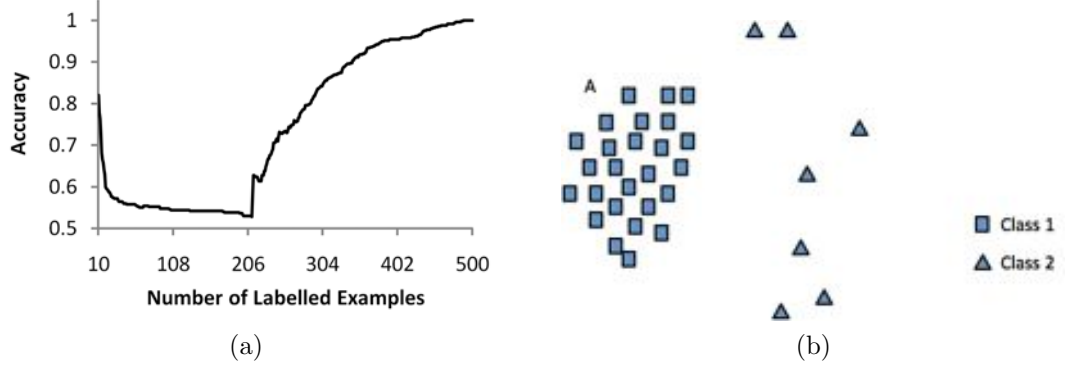 1
0.9
0.8
0.7
0.6
0.5
Accuracy
10 108 206 304 402 500
Number of Labelled Examples
(a)
A
Class 1
Class 2
(b)